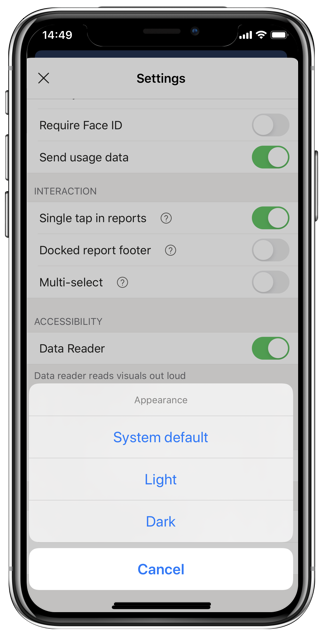 14:49
Settings
Require Face ID
Send usage data
INTERACTION
Single tap in reports ?
Docked report footer ?
Multi-select ?
ACCESSIBILITY
Data Reader
Data reader reads visuals out loud
Appearance
System default
Light
Dark
Cancel